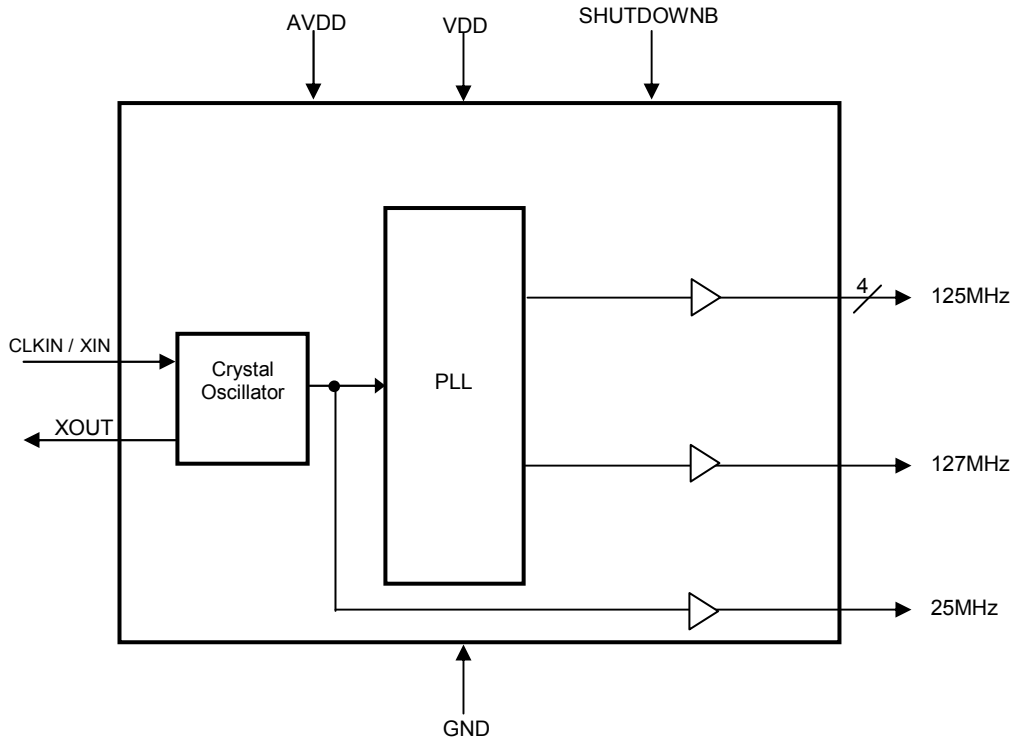 AVDD
VDD
SHUTDOWNB
4
125MHz
CLKIN / XIN
Crystal
Oscillator
PLL
XOUT
127MHz
25MHz
GND